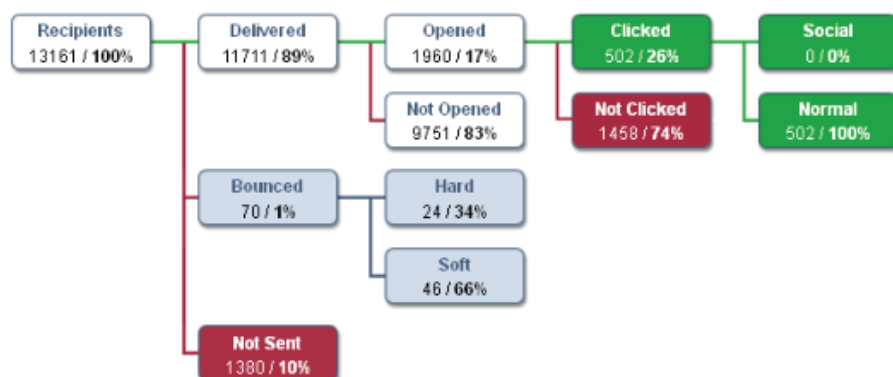 Recipients
13161 / 100%
Delivered
11711 / 89%
Opened
1960 / 17%
Clicked
502 / 26%
Social
0 / 0%
Not Opened
9751 / 83%
Not Clicked
1458 / 74%
Normal
502 / 100%
Bounced
70 / 1%
Hard
24 / 34%
Soft
46 / 66%
Not Sent
1380 / 10%